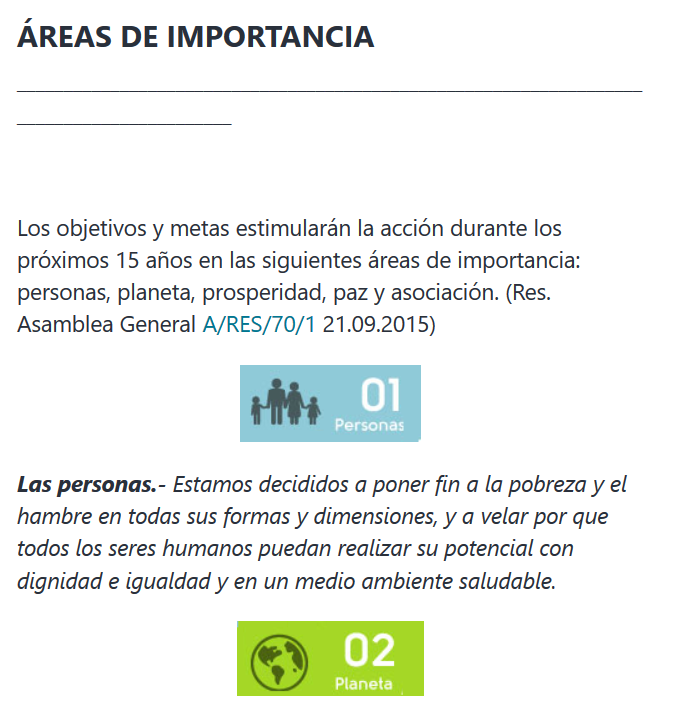 ÁREAS DE IMPORTANCIA
Los objetivos y metas estimularán la acción durante los
próximos 15 años en las siguientes áreas de importancia:
personas, planeta, prosperidad, paz y asociación. (Res.
Asamblea General A/RES/70/1 21.09.2015)
01
Personas
Las personas.- Estamos decididos a poner fin a la pobreza y el
hambre en todas sus formas y dimensiones, y a velar por que
todos los seres humanos puedan realizar su potencial con
dignidad e igualdad y en un medio ambiente saludable.
02
Planeta